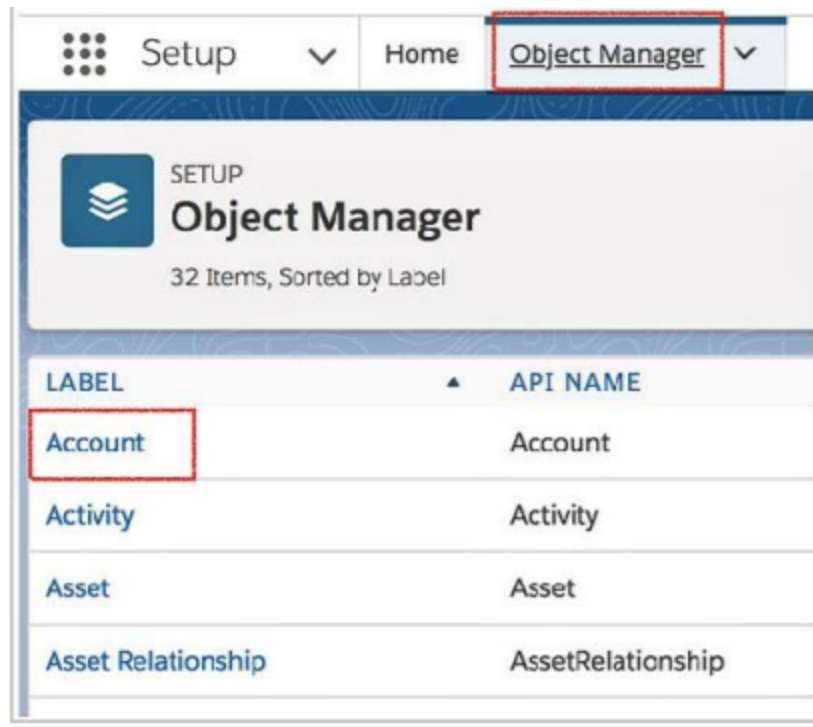 Setup Home Object Manager
SETUP
Object Manager
32 Items, Sorted by Label
LABEL API NAME
Account Account
Activity Activity
Asset Asset
Asset Relationship AssetRelationship